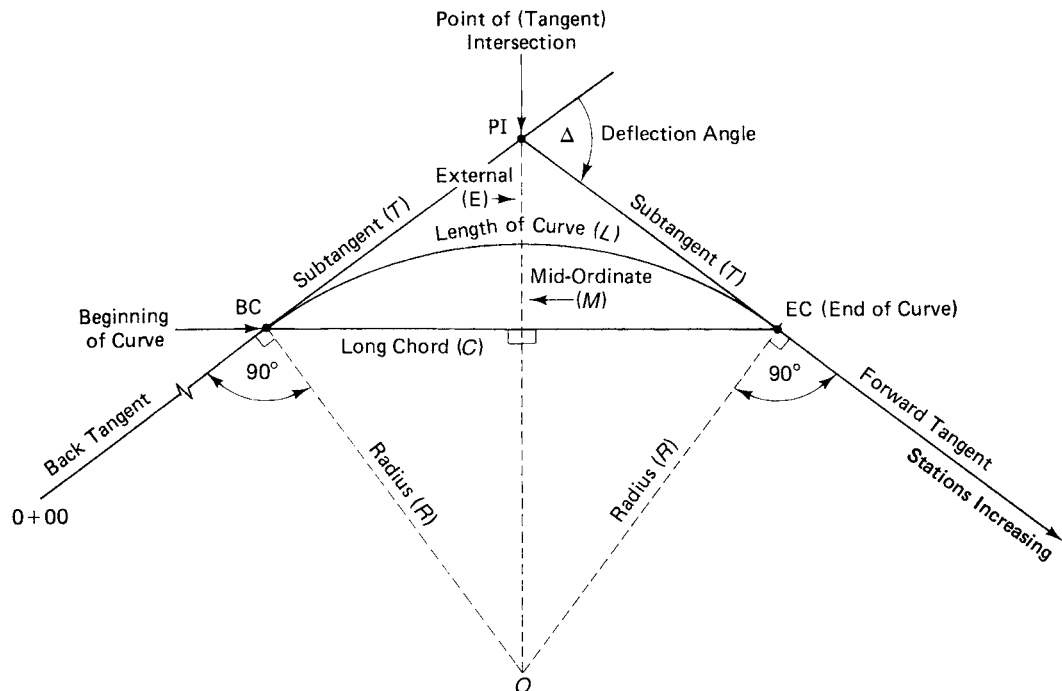 Point of (Tangent)
Intersection
PI
Δ
Deflection Angle
External
(E)
Subtangent (T)
Subtangent (T)
Length of Curve (L)
Mid-Ordinate
(M)
BC
EC (End of Curve)
Beginning
of Curve
Long Chord (C)
90°
90°
Back Tangent
Forward Tangent
Stations Increasing
Radius (R)
Radius (R)
0+00
O